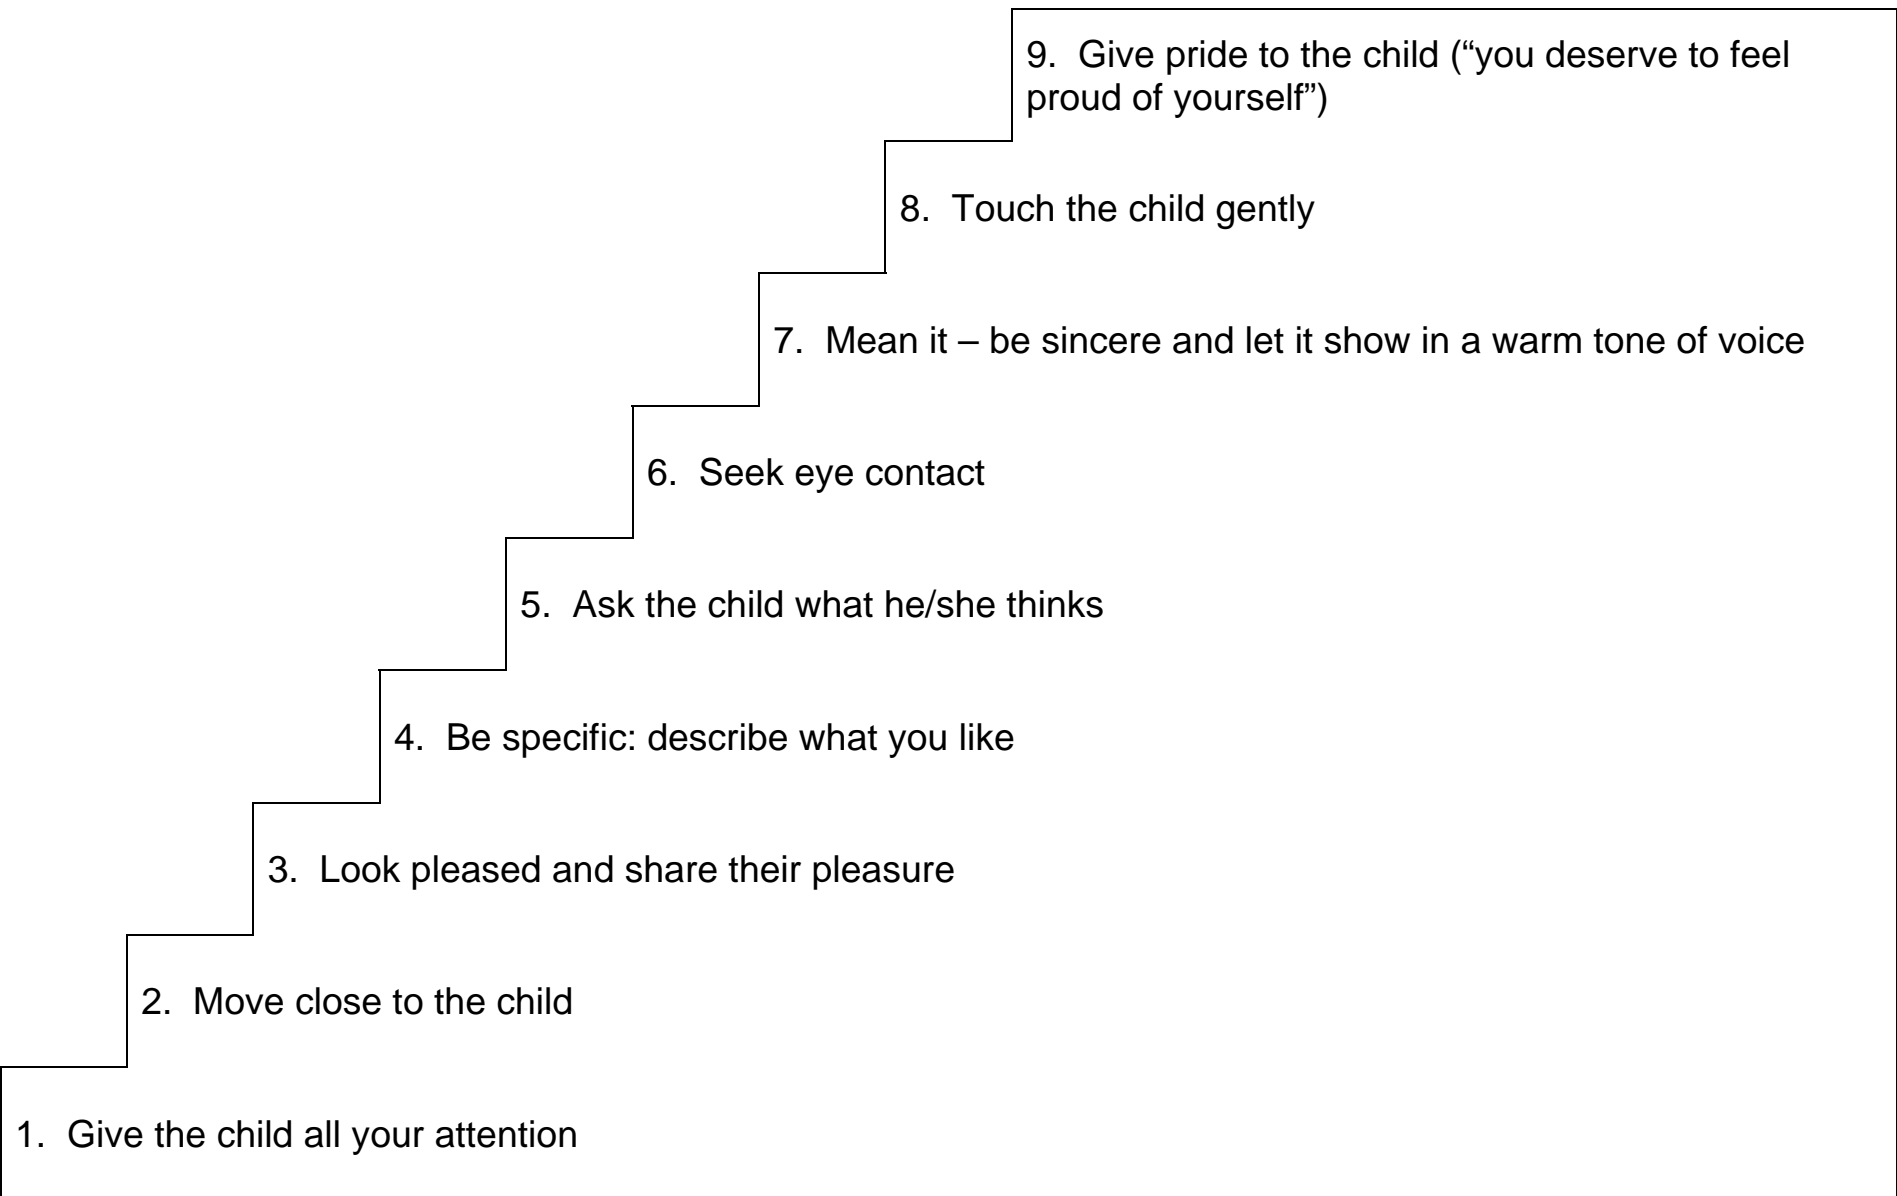 9. Give pride to the child (“you deserve to feel
proud of yourself”)
8. Touch the child gently
7. Mean it – be sincere and let it show in a warm tone of voice
6. Seek eye contact
5. Ask the child what he/she thinks
4. Be specific: describe what you like
3. Look pleased and share their pleasure
2. Move close to the child
1. Give the child all your attention